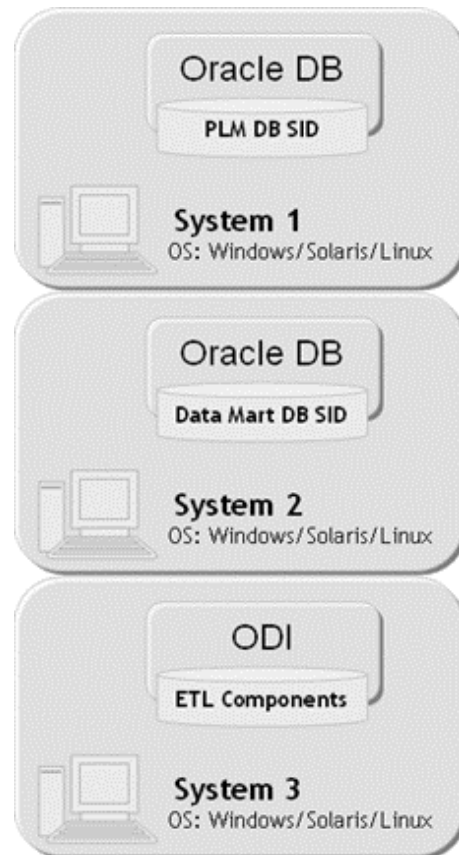 Oracle DB
PLM DB SID
System 1
OS: Windows/Solaris/Linux
Oracle DB
Data Mart DB SID
System 2
OS: Windows/Solaris/Linux
ODI
ETL Components
System 3
OS: Windows/Solaris/Linux